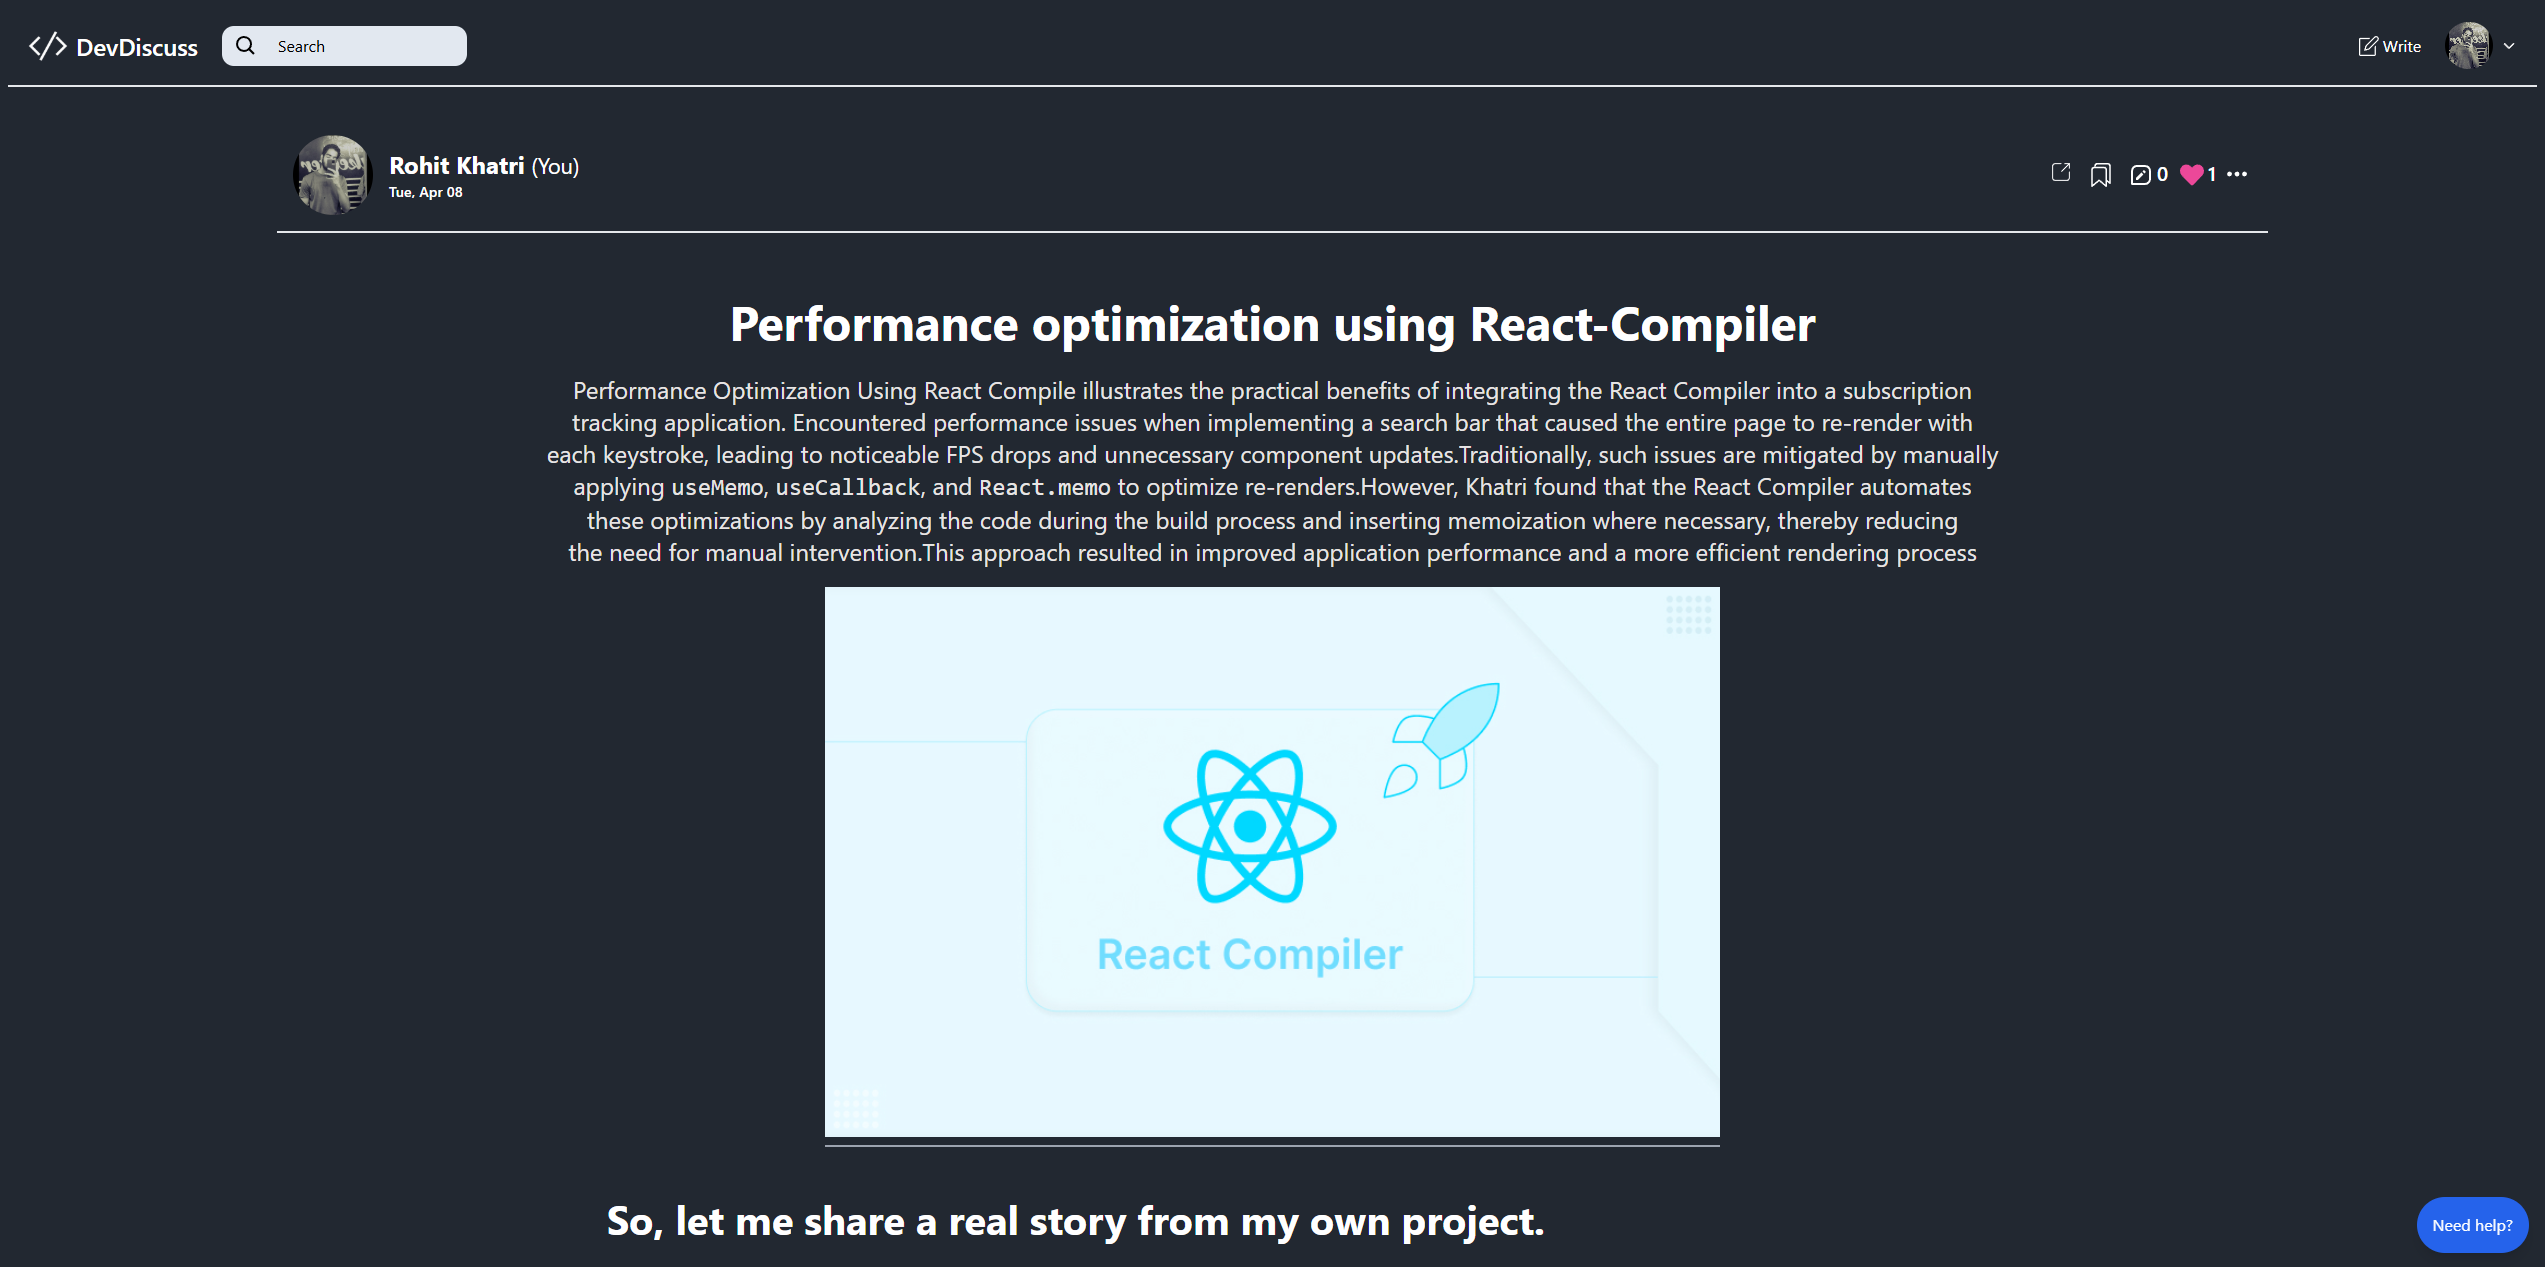 DevDiscuss
Search
Write
Rohit Khatri (You)
Tue, Apr 08
0
1
Performance optimization using React-Compiler
Performance Optimization Using React Compile illustrates the practical benefits of integrating the React Compiler into a subscription
tracking application. Encountered performance issues when implementing a search bar that caused the entire page to re-render with
each keystroke, leading to noticeable FPS drops and unnecessary component updates.Traditionally, such issues are mitigated by manually
applying useMemo, useCallback, and React.memo to optimize re-renders.However, Khatri found that the React Compiler automates
these optimizations by analyzing the code during the build process and inserting memoization where necessary, thereby reducing
the need for manual intervention.This approach resulted in improved application performance and a more efficient rendering process
React Compiler
So, let me share a real story from my own project.
Need help?